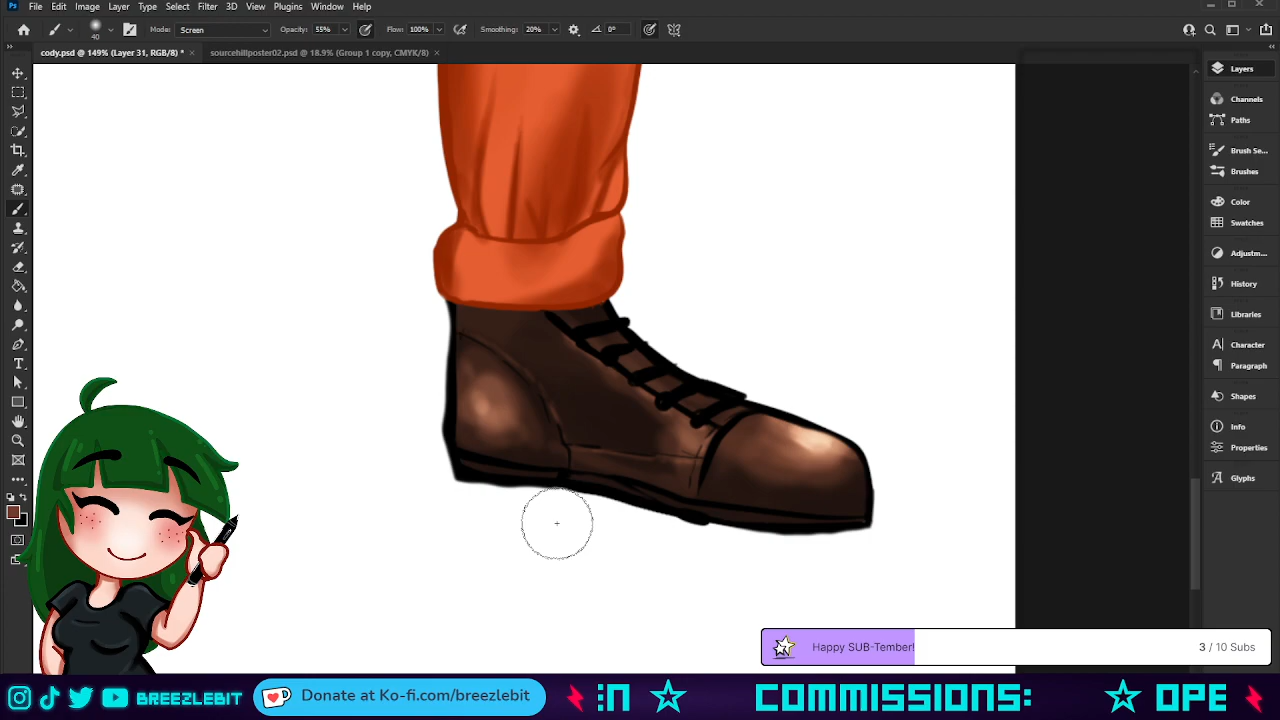 Ps File Edit Image Layer Type Select Filter 3D View Plugins Window Help
40 Mode: Screen Opacity: 55% Flow: 100% Smoothing: 20% 0°
cody.psd @ 149% (Layer 31, RGB/8) * × sourcehillposter02.psd @ 18.9% (Group 1 copy, CMYK/8) ×
Layers
Channels
Paths
Brush Se...
Brushes
Color
Swatches
Adjustm...
History
Libraries
Character
Paragraph
Shapes
Info
Properties
Glyphs
Happy SUB-Tember! 3 / 10 Subs
BREEZLEBIT Donate at Ko-fi.com/breezlebit :N COMMISSIONS: OPE